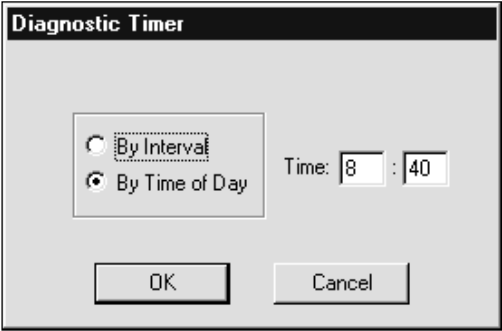 Diagnostic Timer
By Interval
By Time of Day
Time: 8 : 40
OK
Cancel